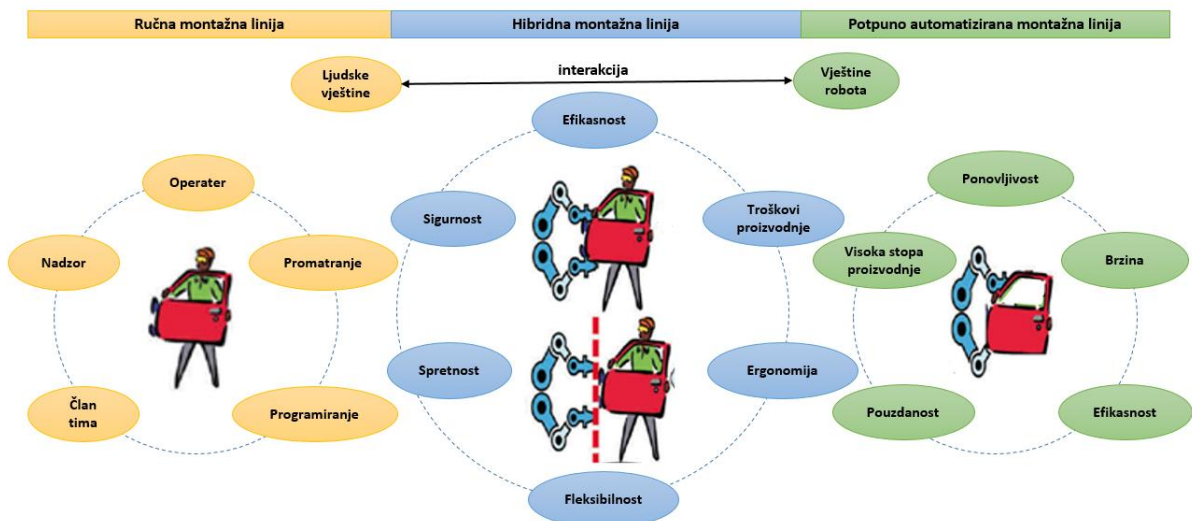 Ručna montažna linija
Hibridna montažna linija
Potpuno automatizirana montažna linija
Ljudske
vještine
interakcija
Vještine
robota
Operater
Nadzor
Promatranje
Član
tima
Programiranje
Efikasnost
Sigurnost
Troškovi
proizvodnje
Spretnost
Ergonomija
Fleksibilnost
Ponovljivost
Visoka stopa
proizvodnje
Brzina
Pouzdanost
Efikasnost